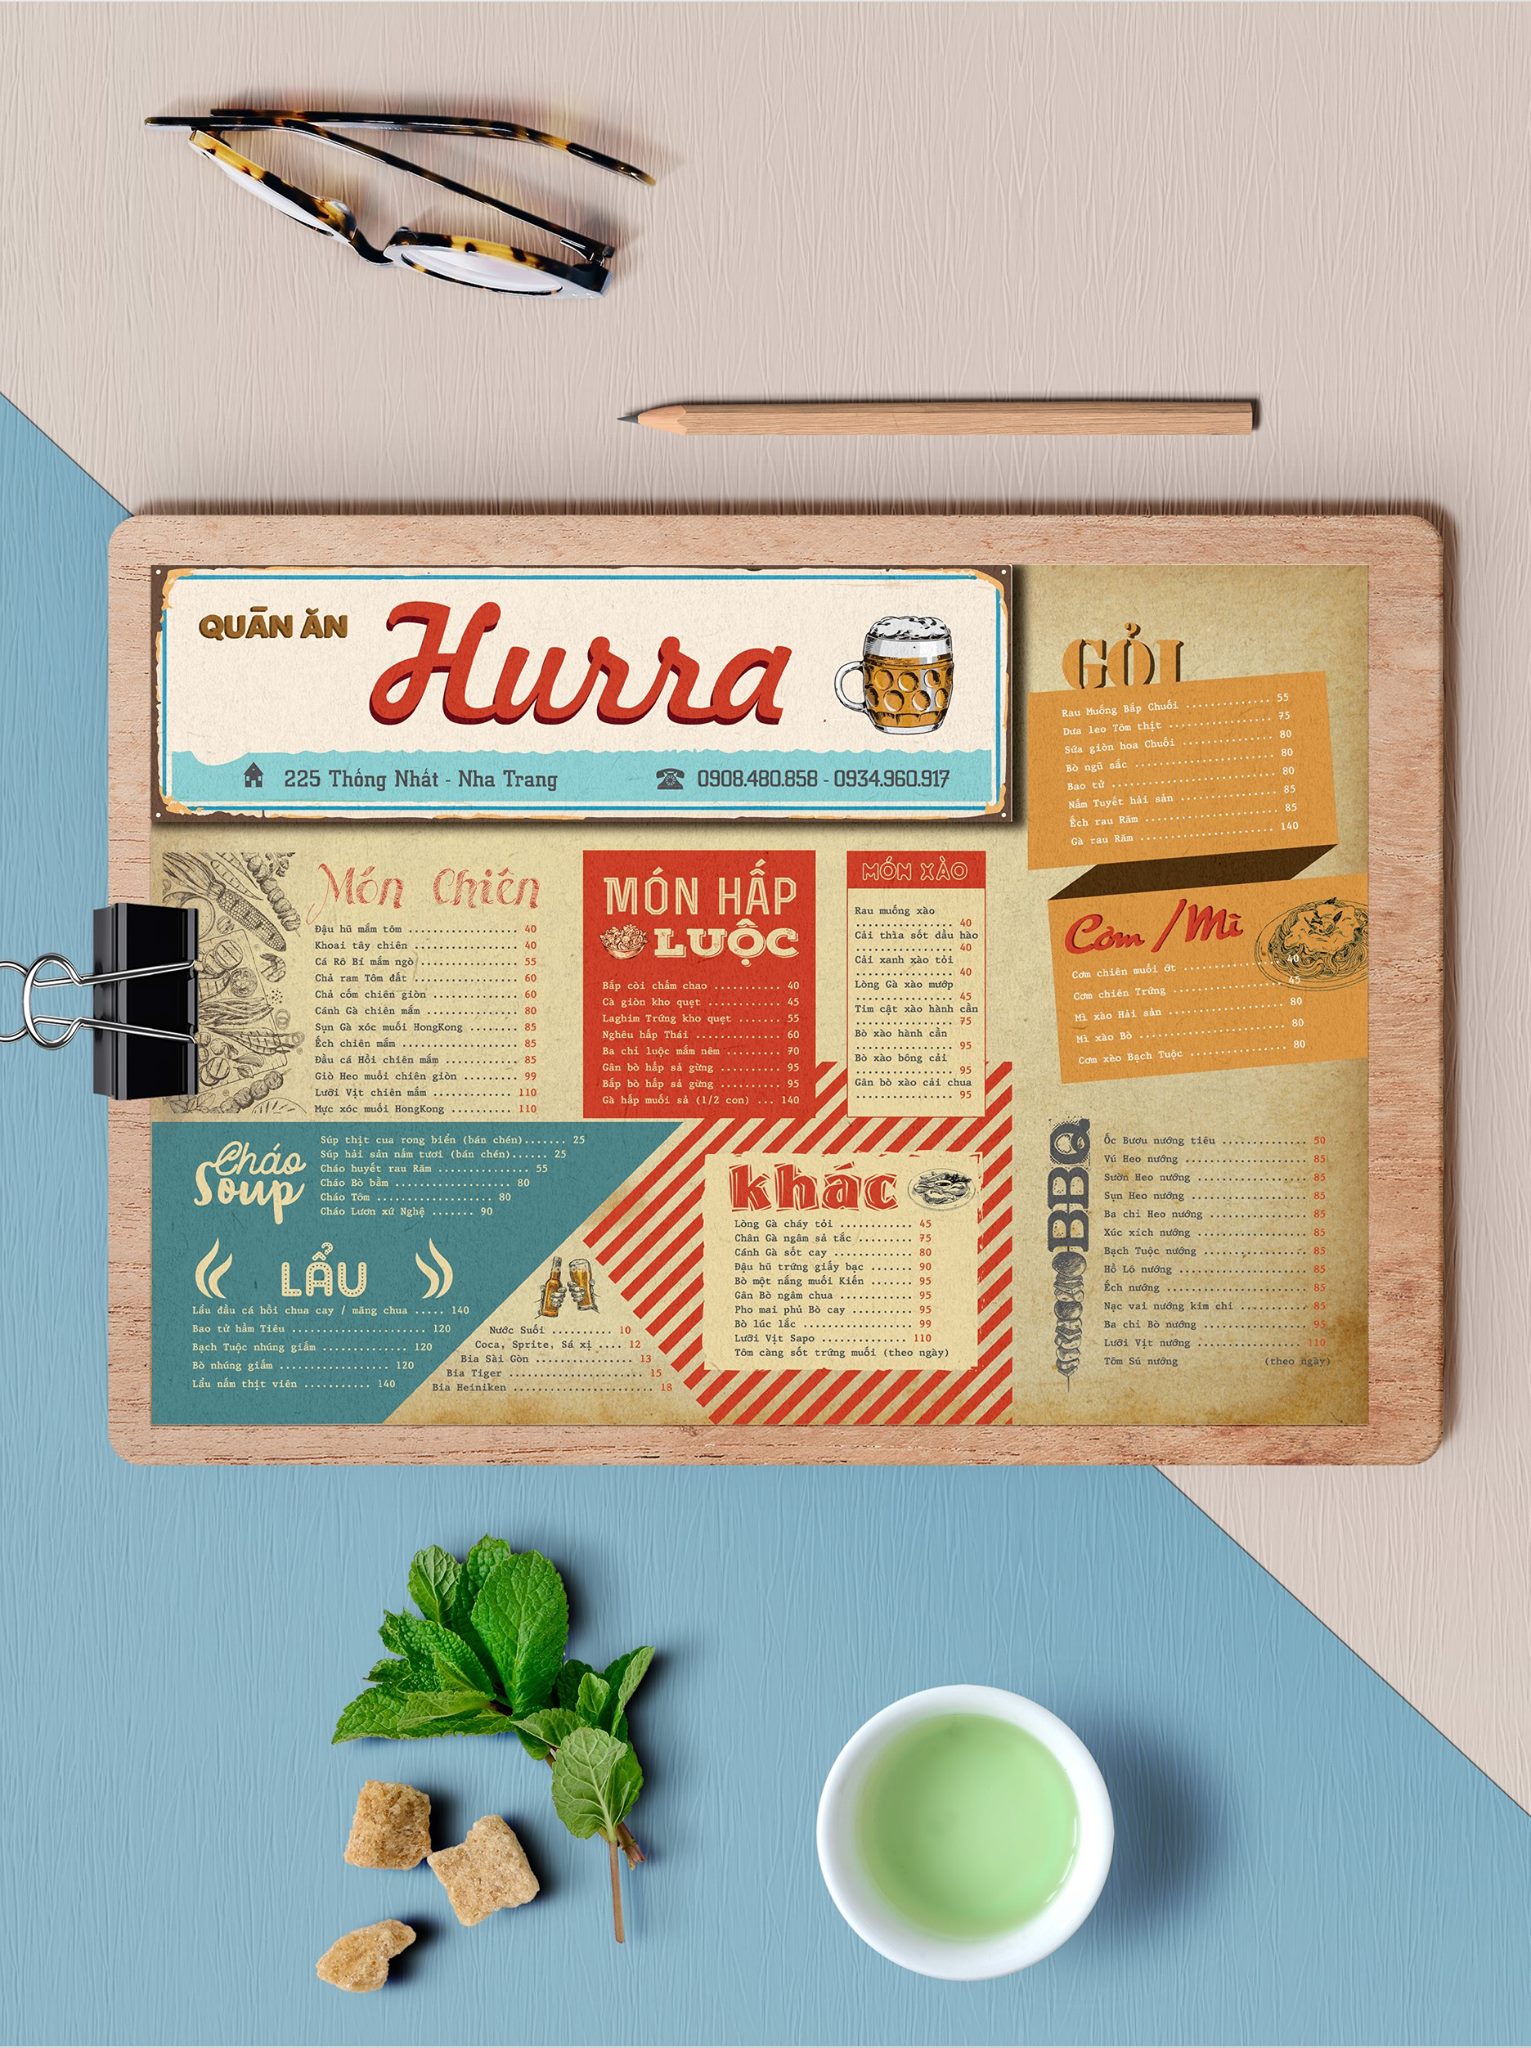 QUÁN ĂN
Hurra
225 Thống Nhất - Nha Trang
0908.480.858 - 0934.960.917
GỎI
Rau Muống Bắp Chuối ............... 55
Dưa leo Tôm thịt ................... 75
Sứa giòn hoa Chuối ................ 80
Bò ngũ sắc ........................ 80
Bao tử ............................ 80
Nấm Tuyết hải sản ................ 85
Ếch rau Răm ....................... 85
Gà rau Răm ........................ 140
Cơm /Mì
Cơm chiên muối ớt ................ 40
Cơm chiên Trứng .................. 45
Mì xào Hải sản ................... 80
Mì xào Bò ........................ 80
Cơm xèo Bạch Tuộc ................ 80
Món Chiên
Đậu hũ mắm tôm .................. 40
Khoai tây chiên ................. 40
Cá Rô Bí mắm ngò ................ 55
Chả ram Tôm đất ................. 60
Chả cốm chiên giòn .............. 60
Cánh Gà chiên mắm ............... 80
Sụn Gà xóc muối HongKong ........ 85
Ếch chiên mắm ................... 85
Đầu cá Hồi chiên mắm ............ 85
Giò Heo muối chiên giòn ......... 99
Lưỡi Vịt chiên mắm .............. 110
Mực xóc muối HongKong .......... 110
MÓN HẤP
LUỘC
Bắp còi chấm chao ........... 40
Cà giòn kho quẹt ............ 45
Laghim Trứng kho quẹt ....... 55
Nghêu hấp Thái .............. 60
Ba chỉ luộc mắm nêm ......... 70
Gân bò hấp sả gừng .......... 95
Bắp bò hấp sả gừng .......... 95
Gà hấp muối sả (1/2 con) ... 140
MÓN XÀO
Rau muống xào
............... 40
Cải thìa sốt dầu hào
............... 40
Cải xanh xào tỏi
............... 40
Lòng Gà xào mướp
............... 45
Tim cật xào hành cần
............... 75
Bò xào hành cần
............... 95
Bò xào bông cải
............... 95
Gân bò xào cải chua
............... 95
Cháo
Soup
Súp thịt cua rong biển (bán chén)....... 25
Súp hải sản nấm tươi (bán chén)...... 25
Cháo huyết rau Răm ................. 55
Cháo Bò bằm ..................... 80
Cháo Tôm .................... 80
Cháo Lươn xứ Nghệ ....... 90
LẨU
Lẩu đầu cá hồi chua cay / măng chua ..... 140
Bao tử hầm Tiêu ...................... 120
Bạch Tuộc nhúng giấm ............... 120
Bò nhúng giấm ................... 120
Lẩu nấm thịt viên ............ 140
Nước Suối ........... 10
Coca, Sprite, Sá xị .... 12
Bia Sài Gòn .................. 13
Bia Tiger ..................... 15
Bia Heiniken ..................... 18
khác
Lòng Gà cháy tỏi ............ 45
Chân Gà ngâm sả tắc ......... 75
Cánh Gà sốt cay ............. 80
Đậu hũ trứng giấy bạc ....... 90
Bò một nắng muối Kiến ....... 95
Gân Bò ngâm chua ............ 95
Pho mai phủ Bò cay .......... 95
Bò lúc lắc .................. 99
Lưỡi Vịt Sapo .............. 110
Tôm càng sốt trứng muối (theo ngày)
BBQ
Ốc Bươu nướng tiêu ............... 50
Vú Heo nướng ..................... 85
Sườn Heo nướng ................... 85
Sụn Heo nướng .................... 85
Ba chỉ Heo nướng ................. 85
Xúc xích nướng ................... 85
Bạch Tuộc nướng .................. 85
Hồ Lô nướng ...................... 85
Ếch nướng ........................ 85
Nạc vai nướng kim chi ............ 85
Ba chỉ Bò nướng .................. 95
Lưỡi Vịt nướng ................... 110
Tôm Sú nướng (theo ngày)